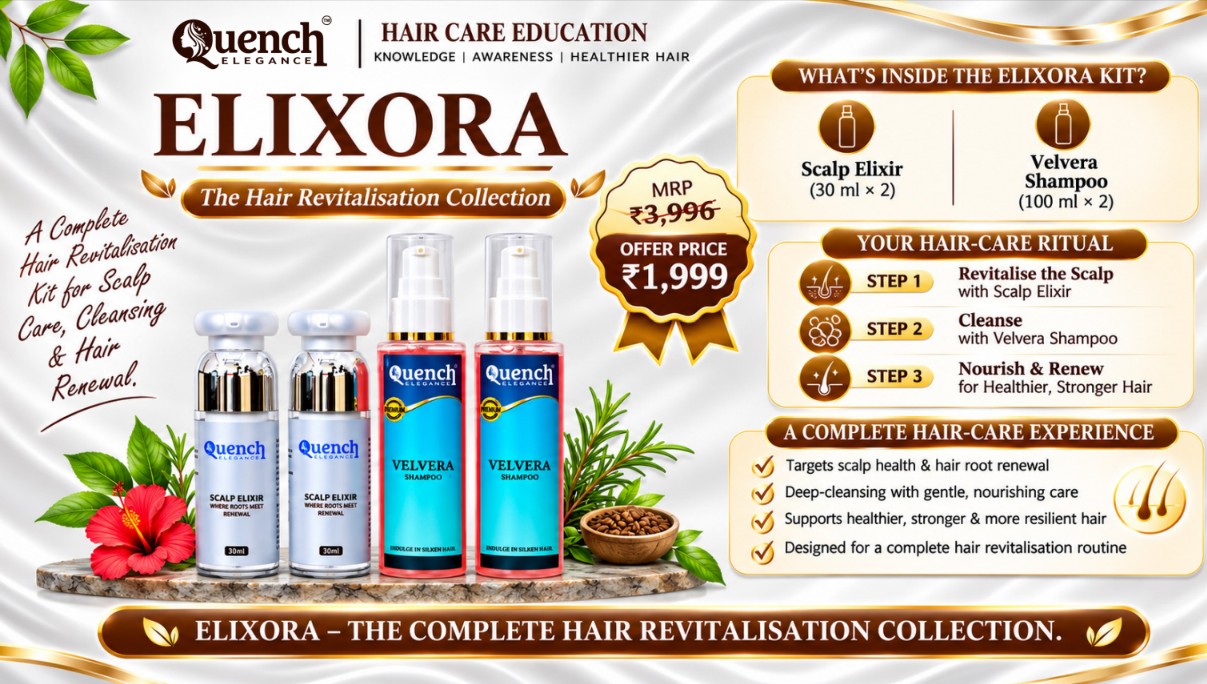 Quench™
ELEGANCE
HAIR CARE EDUCATION
KNOWLEDGE | AWARENESS | HEALTHIER HAIR
ELIXORA
The Hair Revitalisation Collection
A Complete
Hair Revitalisation
Kit for Scalp
Care, Cleansing
& Hair
Renewal.
MRP
₹3,996
OFFER PRICE
₹1,999
Quench
ELEGANCE
SCALP ELIXIR
WHERE ROOTS MEET
RENEWAL
30ml
Quench
ELEGANCE
SCALP ELIXIR
WHERE ROOTS MEET
RENEWAL
30ml
Quench
ELEGANCE
PREMIUM
VELVERA
SHAMPOO
INDULGE IN SILKEN HAIR
Quench
ELEGANCE
PREMIUM
VELVERA
SHAMPOO
INDULGE IN SILKEN HAIR
WHAT'S INSIDE THE ELIXORA KIT?
Scalp Elixir
(30 ml × 2)
Velvera
Shampoo
(100 ml × 2)
YOUR HAIR-CARE RITUAL
STEP 1
Revitalise the Scalp
with Scalp Elixir
STEP 2
Cleanse
with Velvera Shampoo
STEP 3
Nourish & Renew
for Healthier, Stronger Hair
A COMPLETE HAIR-CARE EXPERIENCE
Targets scalp health & hair root renewal
Deep-cleansing with gentle, nourishing care
Supports healthier, stronger & more resilient hair
Designed for a complete hair revitalisation routine
ELIXORA – THE COMPLETE HAIR REVITALISATION COLLECTION.